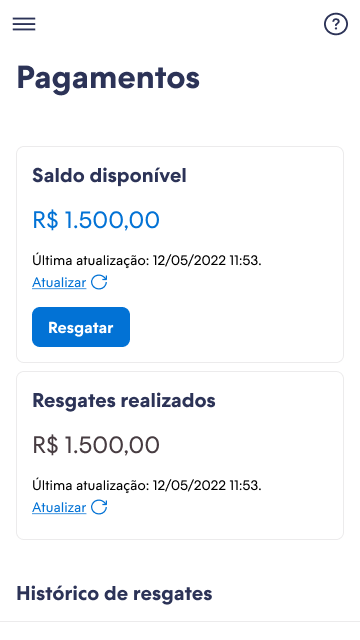 Pagamentos
Saldo disponível
R$ 1.500,00
Última atualização: 12/05/2022 11:53.
Atualizar
Resgatar
Resgates realizados
R$ 1.500,00
Última atualização: 12/05/2022 11:53.
Atualizar
Histórico de resgates